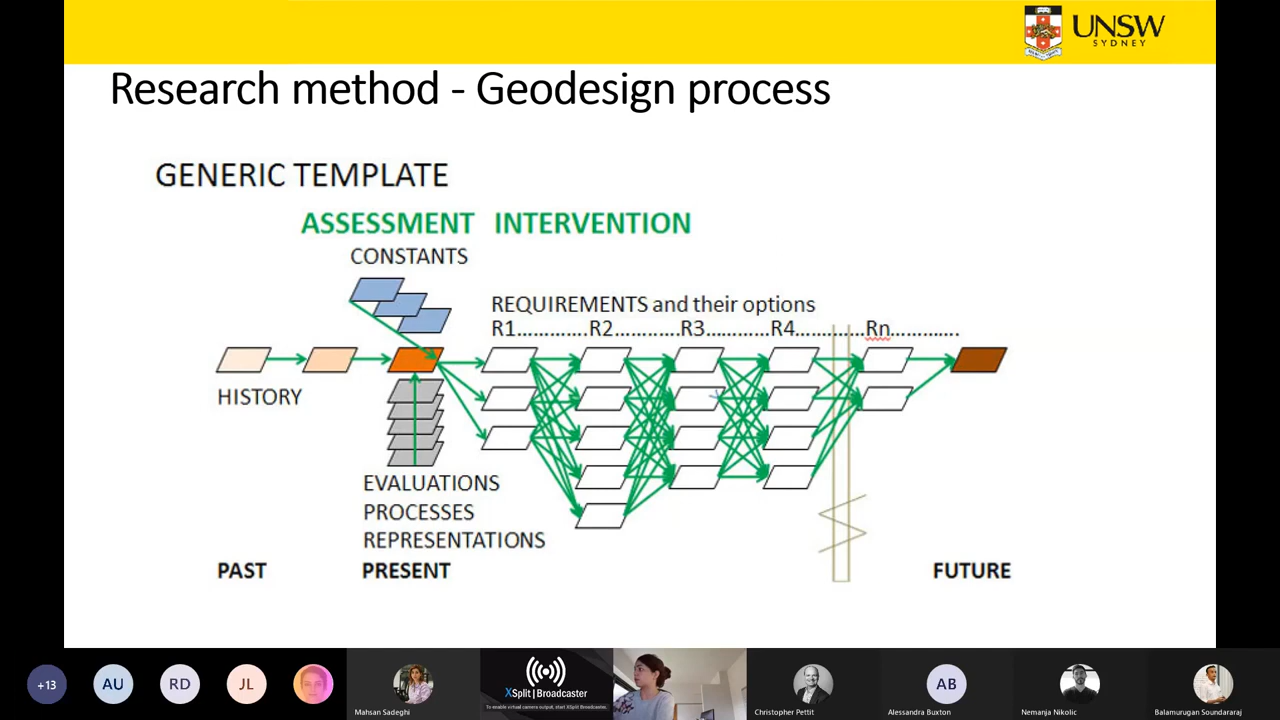 UNSW
SYDNEY
Research method - Geodesign process
GENERIC TEMPLATE
ASSESSMENT INTERVENTION
CONSTANTS
REQUIREMENTS and their options
R1.............R2............R3...........R4..............Rn.............
HISTORY
EVALUATIONS
PROCESSES
REPRESENTATIONS
PAST PRESENT FUTURE
+13 AU RD JL AB
XSplit | Broadcaster
To enable virtual camera output, start XSplit Broadcaster.
Mahsan Sadeghi Christopher Pettit Alessandra Buxton Nemanja Nikolic Balamurugan Soundararaj